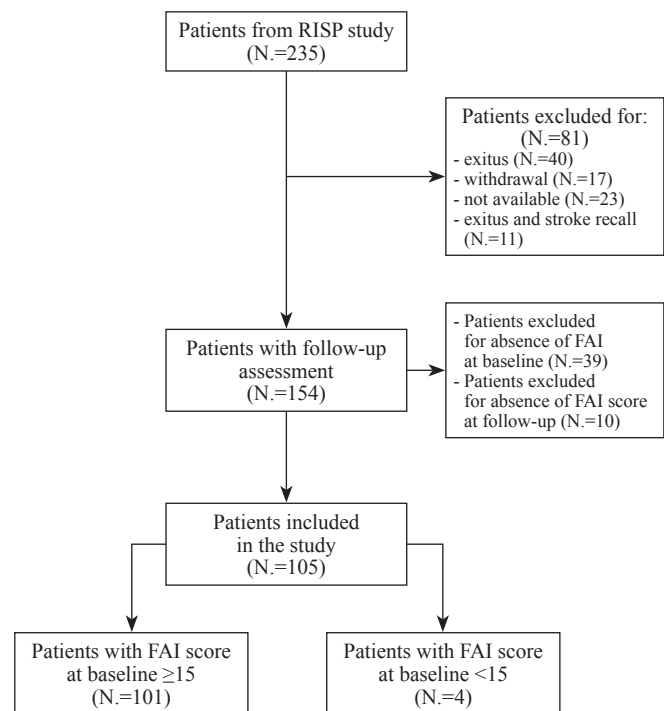 Patients from RISP study
(N.=235)
Patients excluded for:
(N.=81)
- exitus (N.=40)
- withdrawal (N.=17)
- not available (N.=23)
- exitus and stroke recall
(N.=11)
Patients with follow-up
assessment
(N.=154)
- Patients excluded
for absence of FAI
at baseline (N.=39)
- Patients excluded
for absence of FAI score
at follow-up (N.=10)
Patients included
in the study
(N.=105)
Patients with FAI score
at baseline ≥15
(N.=101)
Patients with FAI score
at baseline <15
(N.=4)